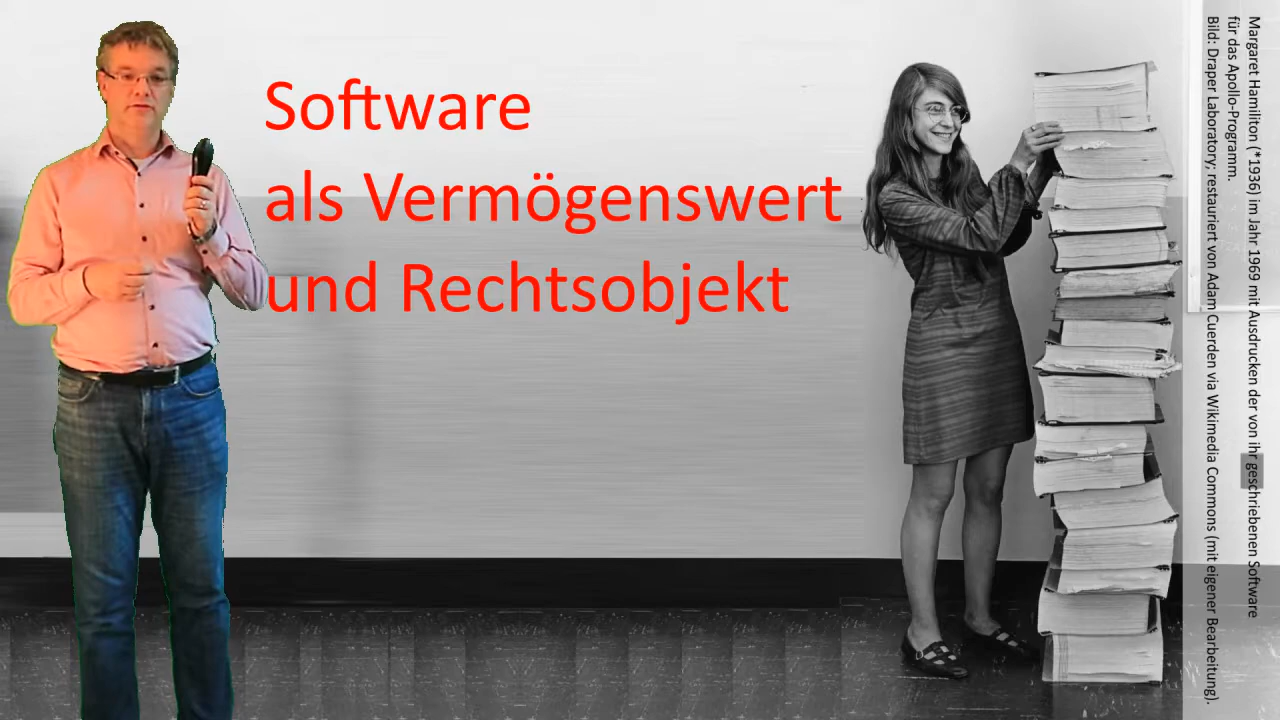 Software
als Vermögenswert
und Rechtsobjekt
Margaret Hamiliton (*1936) im Jahr 1969 mit Ausdrucken der von ihr geschriebenen Software
für das Apollo-Programm.
Bild: Draper Laboratory; restauriert von Adam Cuerden via Wikimedia Commons (mit eigener Bearbeitung).